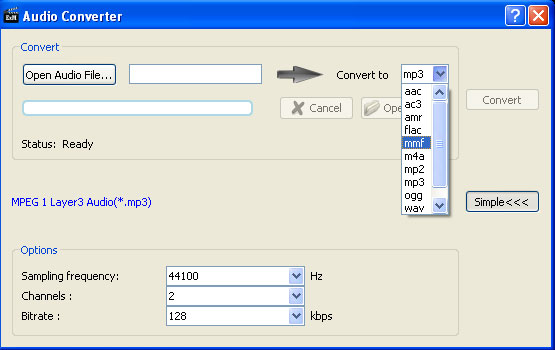 ExM Audio Converter
Convert
Open Audio File... Convert to mp3
aac
ac3
amr
flac
mmf
m4a
mp2
mp3
ogg
wav
Cancel Ope
Convert
Status: Ready
MPEG 1 Layer3 Audio(*.mp3)
Simple<<<
Options
Sampling frequency: 44100 Hz
Channels : 2
Bitrate : 128 kbps